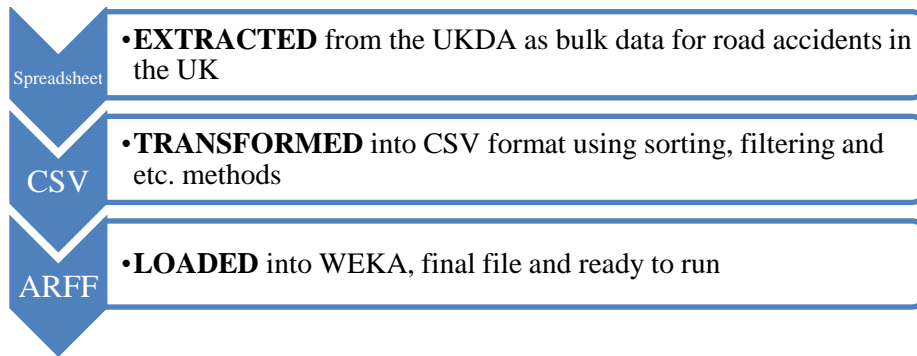 Spreadsheet
•EXTRACTED from the UKDA as bulk data for road accidents in
the UK
CSV
•TRANSFORMED into CSV format using sorting, filtering and
etc. methods
ARFF
•LOADED into WEKA, final file and ready to run